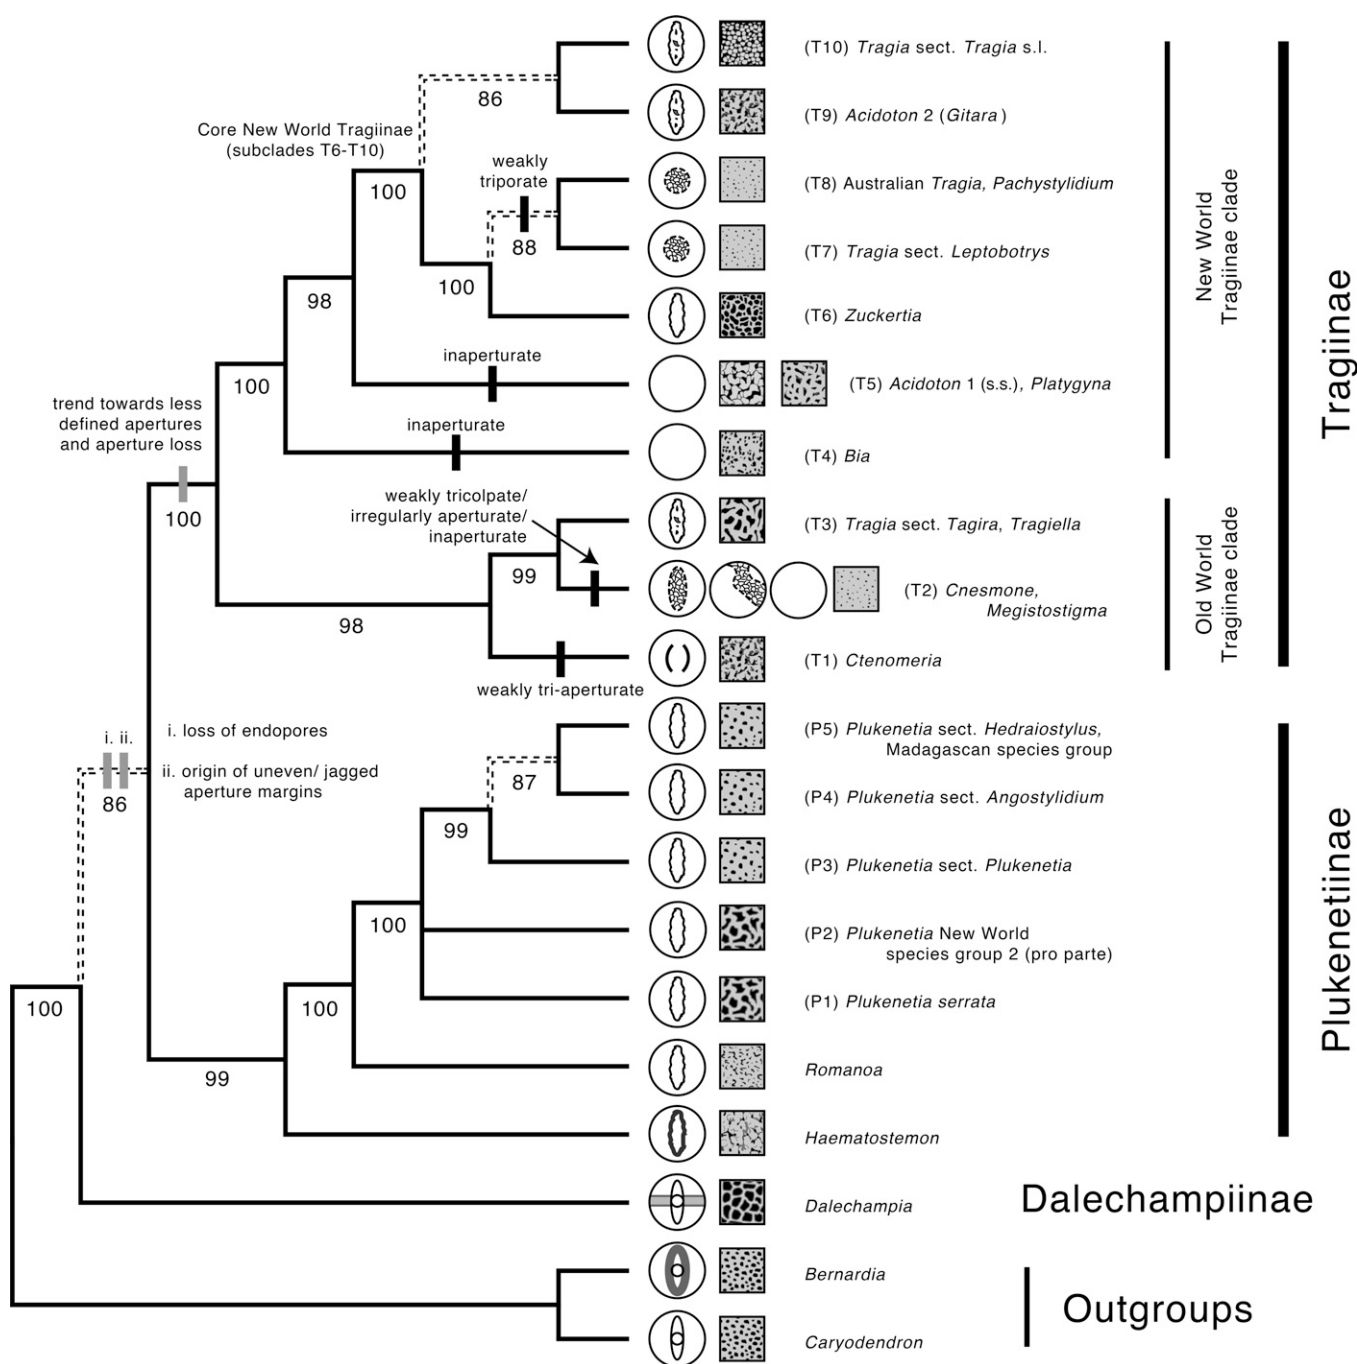 (T10) Tragia sect. Tragia s.l.
86
(T9) Acidoton 2 (Gitara)
Core New World Tragiinae
(subclades T6-T10)
weakly
triporate
(T8) Australian Tragia, Pachystylidium
100
88
(T7) Tragia sect. Leptobotrys
100
98
(T6) Zuckertia
inaperturate
(T5) Acidoton 1 (s.s.), Platygyna
100
trend towards less
defined apertures
and aperture loss
inaperturate
(T4) Bia
New World
Tragiinae clade
Tragiinae
100
weakly tricolpate/
irregularly aperturate/
inaperturate
(T3) Tragia sect. Tagira, Tragiella
99
(T2) Cnesmone,
Megistostigma
98
(T1) Ctenomeria
weakly tri-aperturate
Old World
Tragiinae clade
i. ii.
i. loss of endopores
ii. origin of uneven/ jagged
aperture margins
86
(P5) Plukenetia sect. Hedraiostylus,
Madagascan species group
87
(P4) Plukenetia sect. Angostylidium
99
(P3) Plukenetia sect. Plukenetia
100
(P2) Plukenetia New World
species group 2 (pro parte)
100
(P1) Plukenetia serrata
100
Romanoa
99
Haematostemon
Plukenetiinae
Dalechampia
Dalechampiinae
Bernardia
Outgroups
Caryodendron